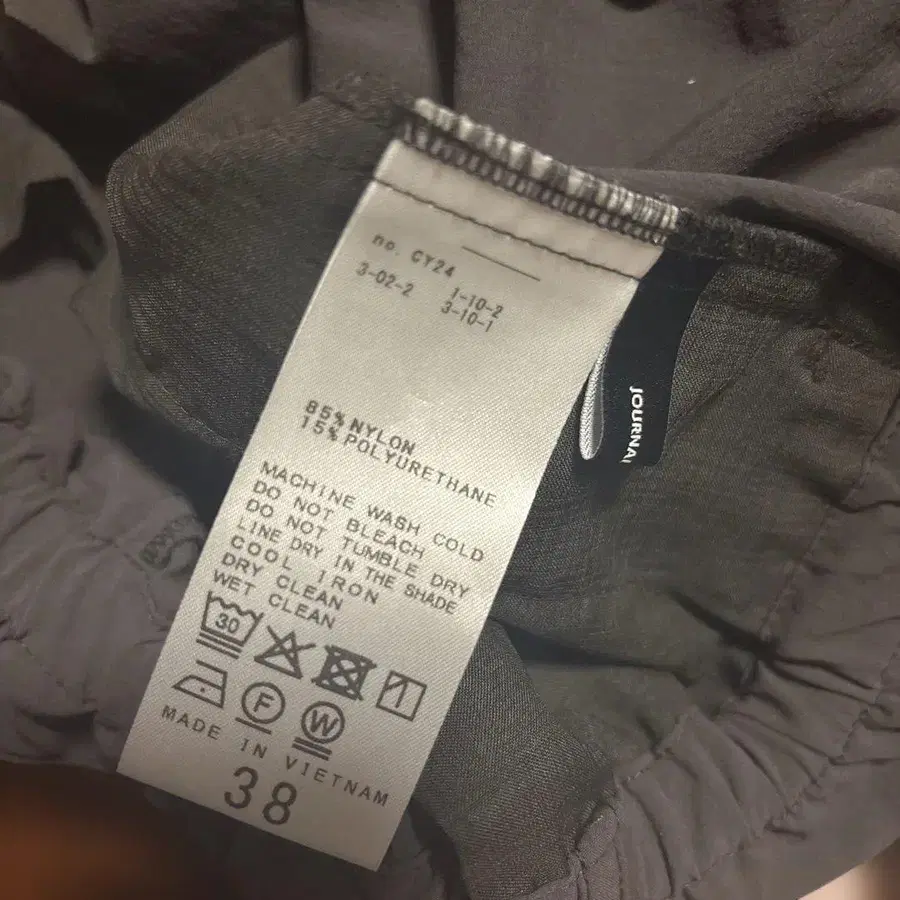 no. CY24
3-02-2 1-10-2
3-10-1
85% NYLON
15% POLYURETHANE
MACHINE WASH COLD
DO NOT BLEACH
DO NOT TUMBLE DRY
LINE DRY IN THE SHADE
COOL IRON
DRY CLEAN
WET CLEAN
30
F W
MADE IN VIETNAM
38
JOURNAL